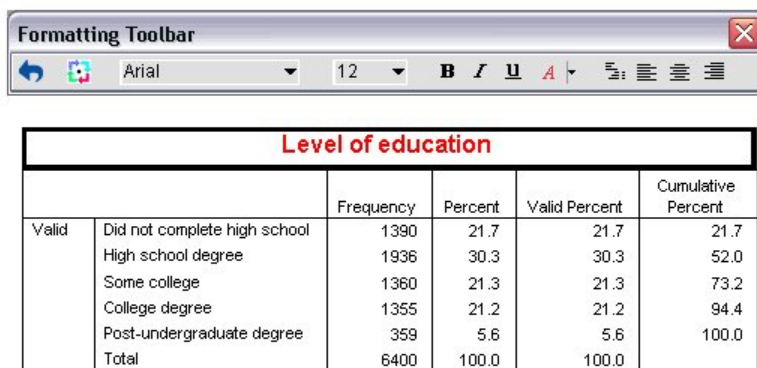 Formatting Toolbar
Arial 12 B I U A
Level of education
Frequency Percent Valid Percent Cumulative Percent
Valid Did not complete high school 1390 21.7 21.7 21.7
High school degree 1936 30.3 30.3 52.0
Some college 1360 21.3 21.3 73.2
College degree 1355 21.2 21.2 94.4
Post-undergraduate degree 359 5.6 5.6 100.0
Total 6400 100.0 100.0